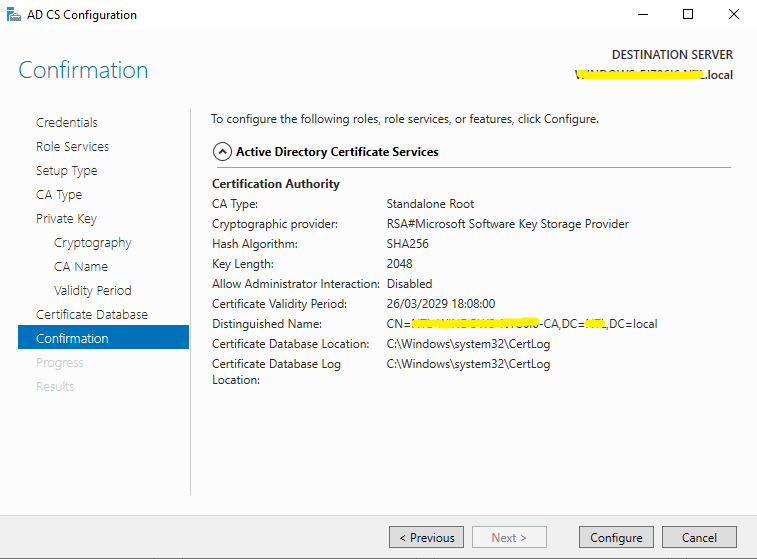 AD CS Configuration
Confirmation
DESTINATION SERVER
.local
Credentials
Role Services
Setup Type
CA Type
Private Key
Cryptography
CA Name
Validity Period
Certificate Database
Confirmation
Progress
Results
To configure the following roles, role services, or features, click Configure.
Active Directory Certificate Services
Certification Authority
CA Type: Standalone Root
Cryptographic provider: RSA#Microsoft Software Key Storage Provider
Hash Algorithm: SHA256
Key Length: 2048
Allow Administrator Interaction: Disabled
Certificate Validity Period: 26/03/2029 18:08:00
Distinguished Name: CN= -CA,DC= ,DC=local
Certificate Database Location: C:\Windows\system32\CertLog
Certificate Database Log C:\Windows\system32\CertLog
Location:
< Previous Next > Configure Cancel